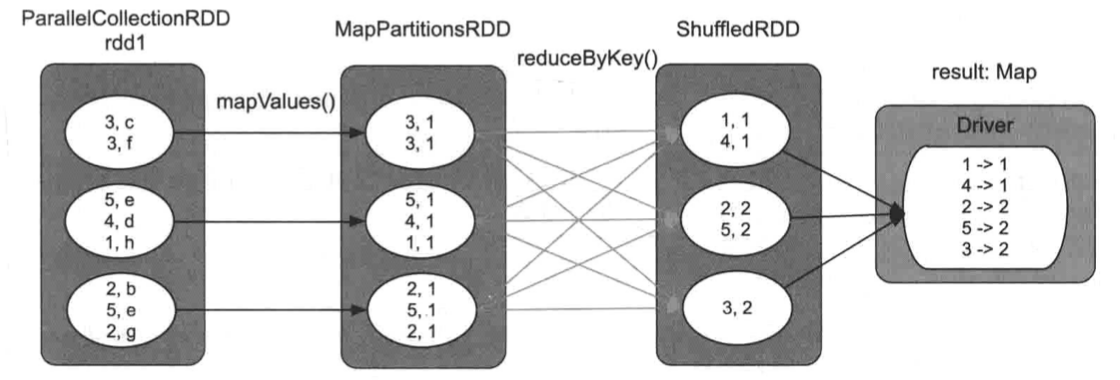 ParallelCollectionRDD
rdd1
MapPartitionsRDD
ShuffledRDD
reduceByKey()
result: Map
mapValues()
Driver
3, c
3, f
5, e
4, d
1, h
2, b
5, e
2, g
3, 1
3, 1
5, 1
4, 1
1, 1
2, 1
5, 1
2, 1
1, 1
4, 1
2, 2
5, 2
3, 2
1 -> 1
4 -> 1
2 -> 2
5 -> 2
3 -> 2